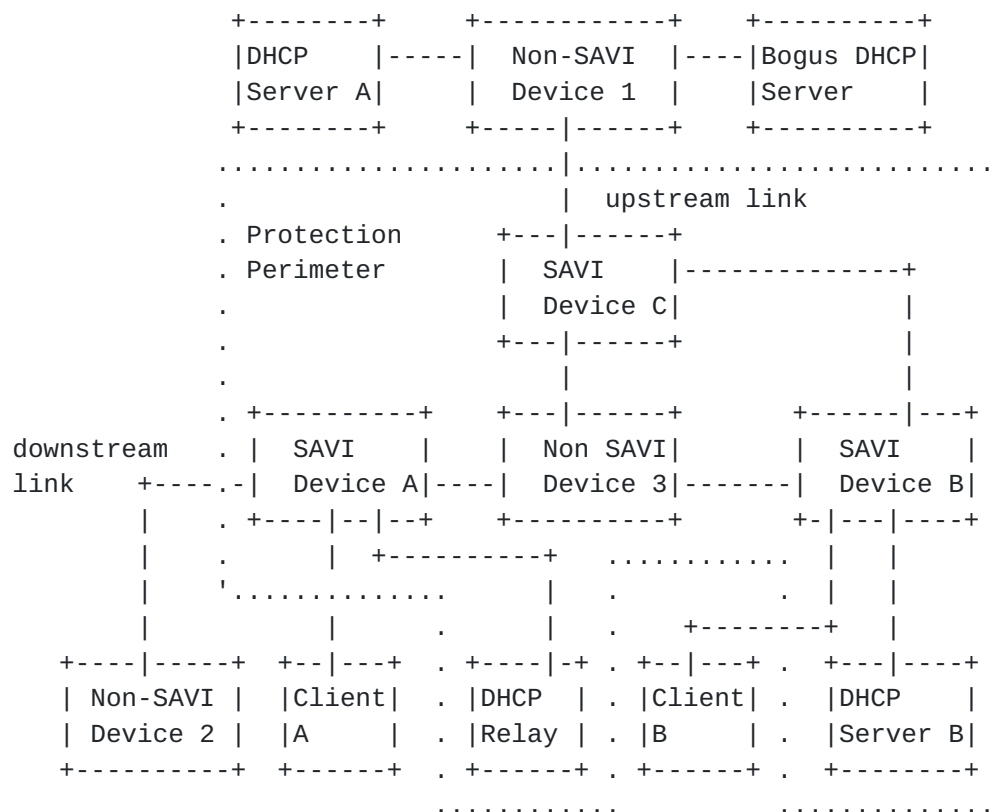 DHCP Non-SAVI Bogus DHCP
Server A Device 1 Server
upstream link
Protection
Perimeter SAVI
Device C
downstream SAVI Non SAVI SAVI
link Device A Device 3 Device B
Non-SAVI Client DHCP Client DHCP
Device 2 A Relay B Server B